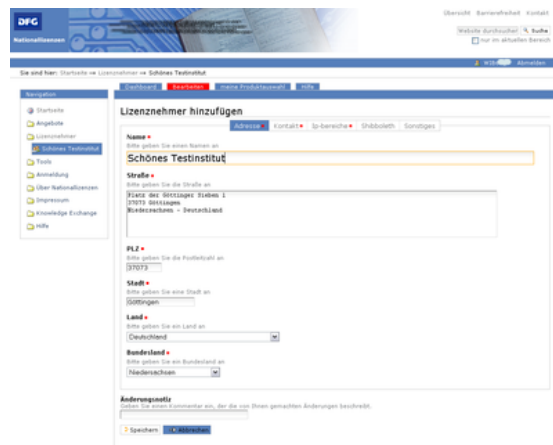 Übersicht Barrierefreiheit Kontakt
DFG
Nationallizenzen
Website durchsuchen Suche
nur im aktuellen Bereich
Abmelden
Sie sind hier: Startseite → Lizenznehmer → Schönes Testinstitut
Dashboard Bearbeiten meine Produktauswahl Hilfe
Navigation
Startseite
Angebote
Lizenznehmer
Schönes Testinstitut
Tools
Anmeldung
Über Nationallizenzen
Impressum
Knowledge Exchange
Hilfe
Lizenznehmer hinzufügen
Adresse Kontakt Ip-bereiche Shibboleth Sonstiges
Name
Bitte geben Sie einen Namen an
Schönes Testinstitut
Straße
Bitte geben Sie die Straße an
Platz der Göttinger Sieben 1
37073 Göttingen
Niedersachsen - Deutschland
PLZ
Bitte geben Sie die Postleitzahl an
37073
Stadt
Bitte geben Sie eine Stadt an
Göttingen
Land
Bitte geben Sie ein Land an
Deutschland
Bundesland
Bitte geben Sie ein Bundesland an
Niedersachsen
Änderungsnotiz
Geben Sie einen Kommentar ein, der die von Ihnen gemachten Änderungen beschreibt.
Speichern Abbrechen